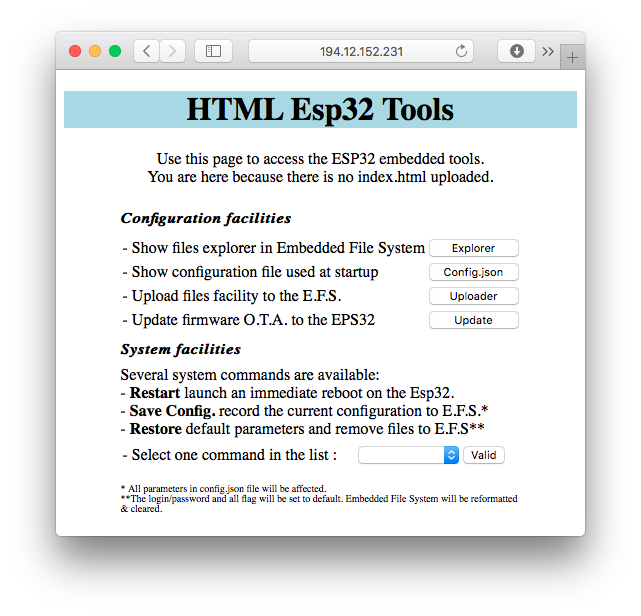 194.12.152.231
HTML Esp32 Tools
Use this page to access the ESP32 embedded tools.
You are here because there is no index.html uploaded.
Configuration facilities
- Show files explorer in Embedded File System Explorer
- Show configuration file used at startup Config.json
- Upload files facility to the E.F.S. Uploader
- Update firmware O.T.A. to the EPS32 Update
System facilities
Several system commands are available:
- Restart launch an immediate reboot on the Esp32.
- Save Config. record the current configuration to E.F.S.*
- Restore default parameters and remove files to E.F.S**
- Select one command in the list : Valid
* All parameters in config.json file will be affected.
**The login/password and all flag will be set to default. Embedded File System will be reformatted
& cleared.